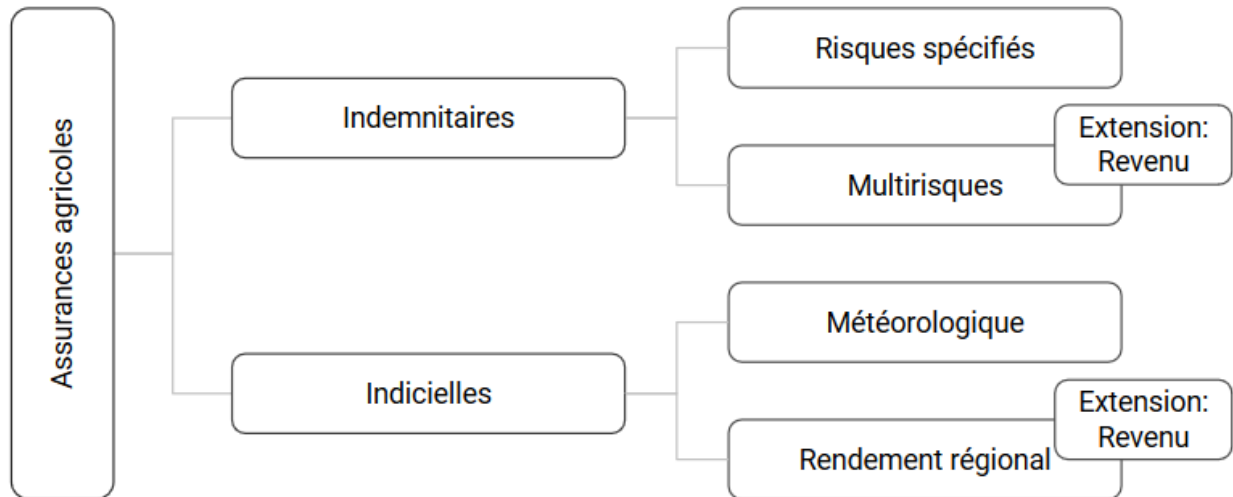 Assurances agricoles
Indemnitaires
Risques spécifiés
Extension:
Revenu
Multirisques
Indicielles
Météorologique
Extension:
Revenu
Rendement régional